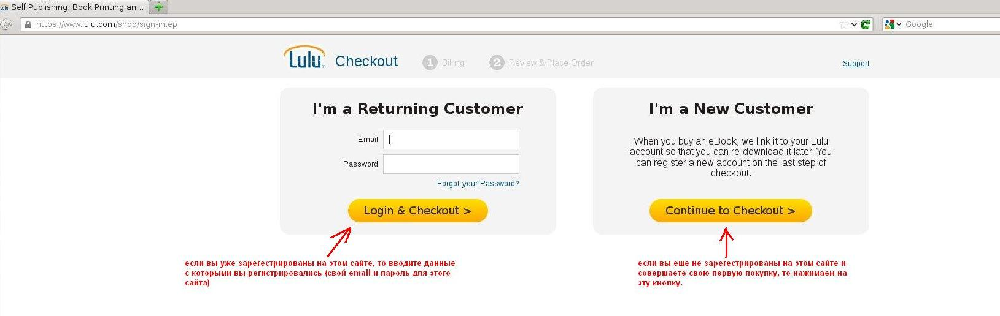 Self Publishing, Book Printing an...
https://www.lulu.com/shop/sign-in.ep
Google
Lulu Checkout 1 Billing 2 Review & Place Order Support
I'm a Returning Customer
Email
Password
Forgot your Password?
Login & Checkout >
если вы уже зарегестрированы на этом сайте, то вводите данные
с которыми вы регистрировались (свой email и пароль для этого
сайта)
I'm a New Customer
When you buy an eBook, we link it to your Lulu
account so that you can re-download it later. You
can register a new account on the last step of
checkout.
Continue to Checkout >
если вы еще не зарегестрированы на этом сайте и
совершаете свою первую покупку, то нажимаем на
эту кнопку.